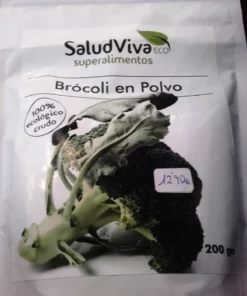 SaludViva ECO
superalimentos
Brócoli en Polvo
100%
ecológico
crudo
12'90
200 gr